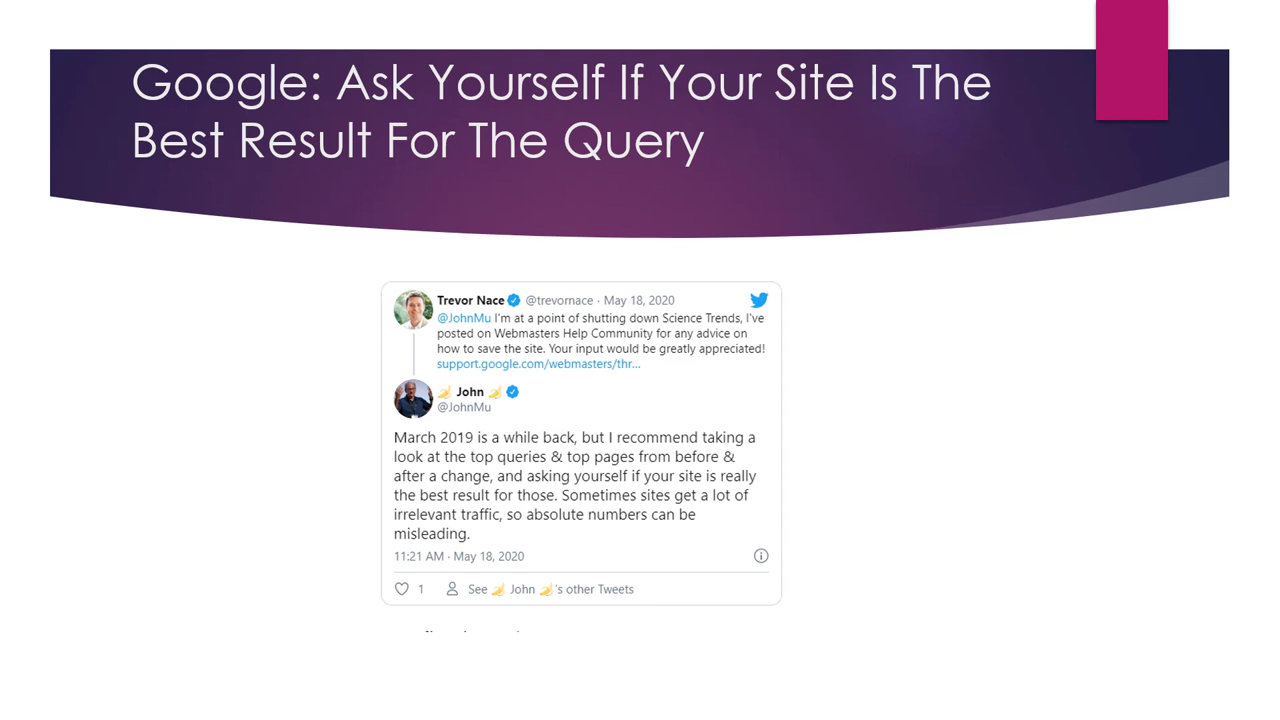 Google: Ask Yourself If Your Site Is The
Best Result For The Query
Trevor Nace @trevornace · May 18, 2020
@JohnMu I'm at a point of shutting down Science Trends, I've
posted on Webmasters Help Community for any advice on
how to save the site. Your input would be greatly appreciated!
support.google.com/webmasters/thr...
🍌 John 🍌
@JohnMu
March 2019 is a while back, but I recommend taking a
look at the top queries & top pages from before &
after a change, and asking yourself if your site is really
the best result for those. Sometimes sites get a lot of
irrelevant traffic, so absolute numbers can be
misleading.
11:21 AM · May 18, 2020
1 See 🍌 John 🍌's other Tweets